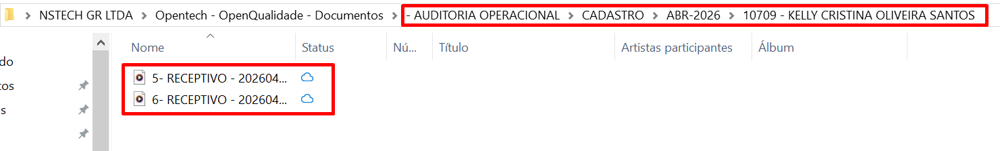 NSTECH GR LTDA > Opentech - OpenQualidade - Documentos > - AUDITORIA OPERACIONAL > CADASTRO > ABR-2026 > 10709 - KELLY CRISTINA OLIVEIRA SANTOS
Nome Status Nú... Título Artistas participantes Álbum
do
5- RECEPTIVO - 202604...
tos
6- RECEPTIVO - 202604...
s